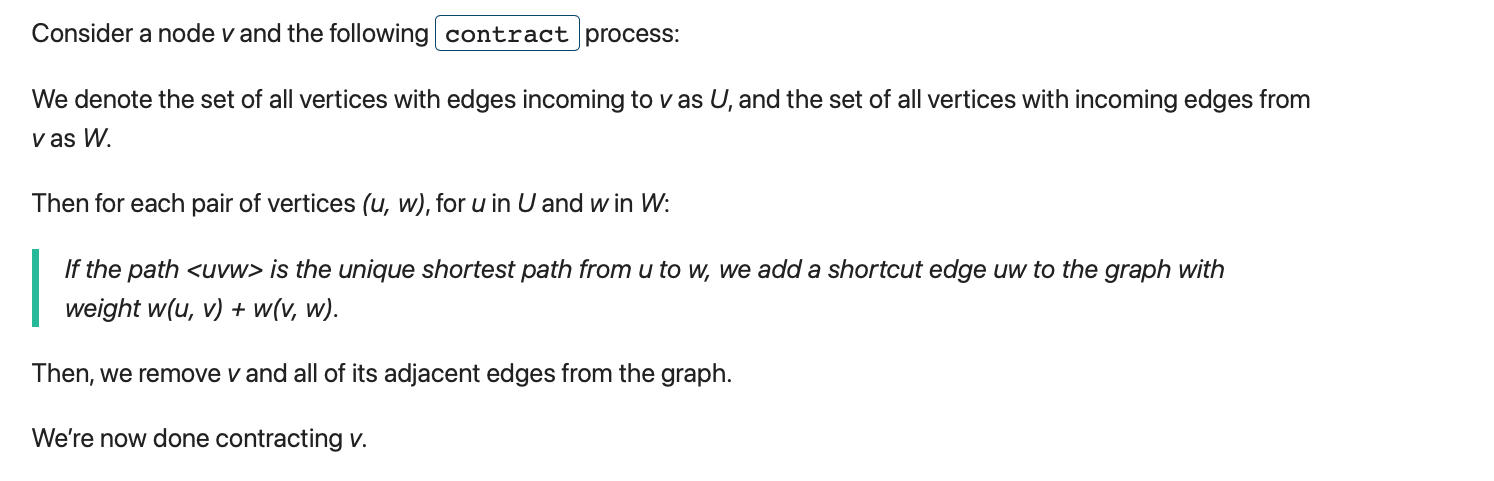 Consider a node v and the following contract process:
We denote the set of all vertices with edges incoming to v as U, and the set of all vertices with incoming edges from
v as W.
Then for each pair of vertices (u, w), for u in U and w in W:
If the path <uvw> is the unique shortest path from u to w, we add a shortcut edge uw to the graph with
weight w(u, v) + w(v, w).
Then, we remove v and all of its adjacent edges from the graph.
We’re now done contracting v.